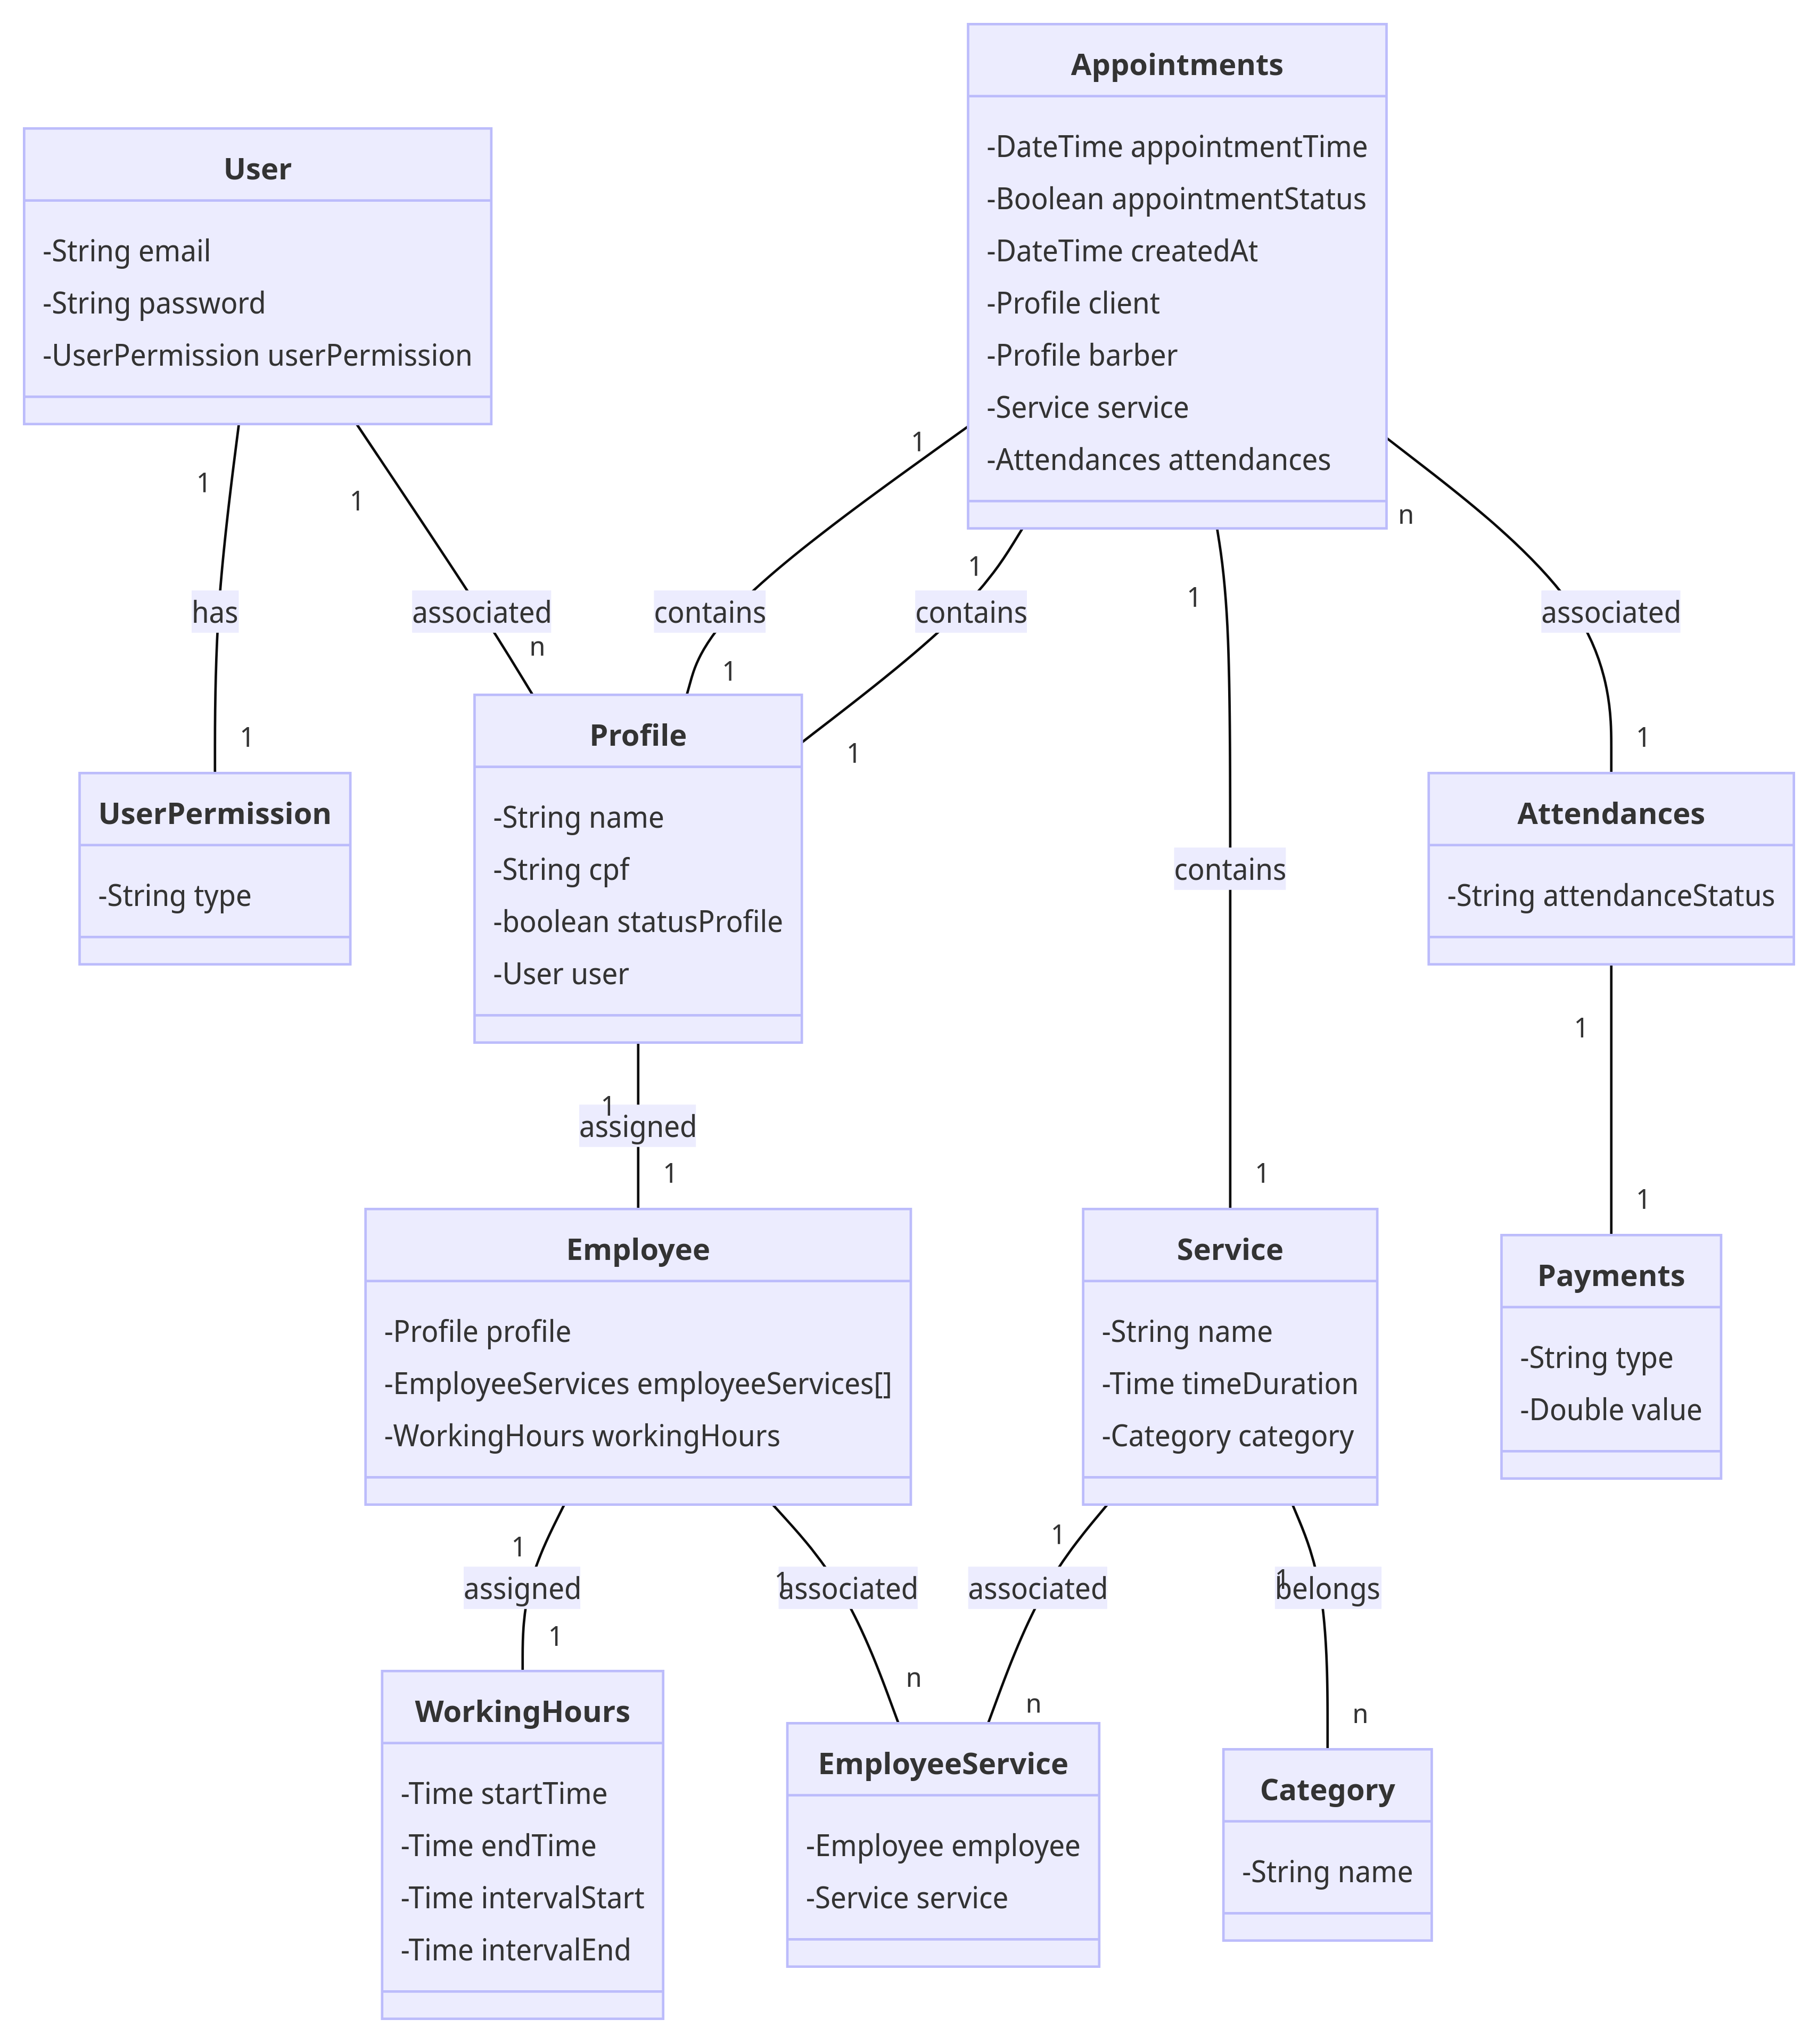 Appointments
-DateTime appointmentTime
-Boolean appointmentStatus
-DateTime createdAt
-Profile client
-Profile barber
-Service service
-Attendances attendances
User
-String email
-String password
-UserPermission userPermission
1
1
1
1
1
n
has
associated
contains
contains
associated
n
1
1
1
1
1
Profile
-String name
-String cpf
-boolean statusProfile
-User user
UserPermission
-String type
contains
Attendances
-String attendanceStatus
1
assigned
1
1
1
1
Employee
-Profile profile
-EmployeeServices employeeServices[]
-WorkingHours workingHours
Service
-String name
-Time timeDuration
-Category category
Payments
-String type
-Double value
1
1
1
1
assigned
associated
associated
belongs
1
n
n
n
WorkingHours
-Time startTime
-Time endTime
-Time intervalStart
-Time intervalEnd
EmployeeService
-Employee employee
-Service service
Category
-String name